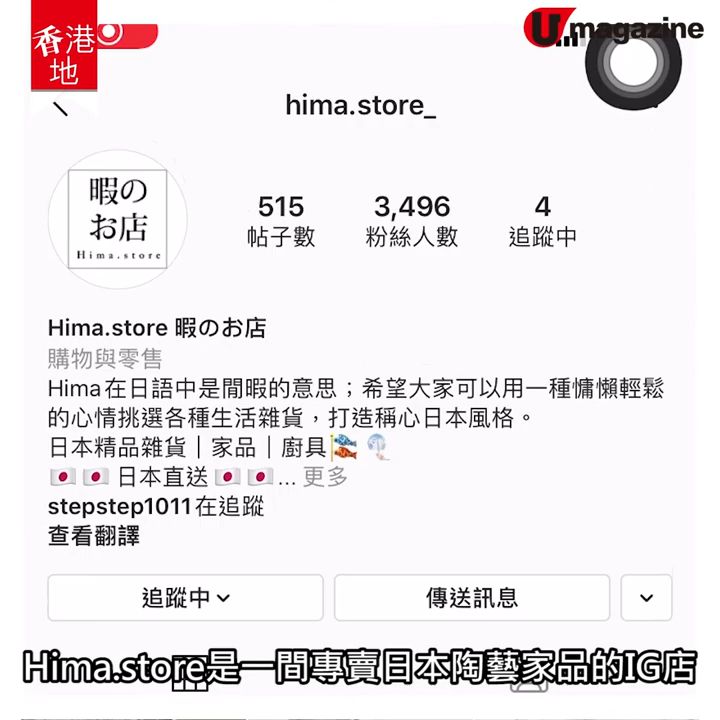 香港地
U magazine
hima.store_
暇の
お店
Hima.store
515
3,496
4
帖子數
粉絲人數
追蹤中
Hima.store 暇のお店
購物與零售
Hima在日語中是閒暇的意思；希望大家可以用一種慵懶輕鬆
的心情挑選各種生活雜貨，打造稱心日本風格。
日本精品雜貨｜家品｜廚具🎏🎐
🇯🇵🇯🇵日本直送🇯🇵🇯🇵... 更多
stepstep1011在追蹤
查看翻譯
追蹤中
傳送訊息
Hima.store是一間專賣日本陶藝家品的IG店